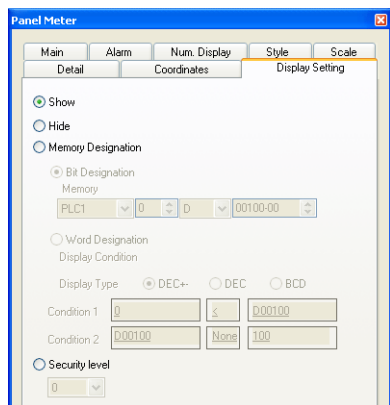 Panel Meter
Main Alarm Num. Display Style Scale
Detail Coordinates Display Setting
Show
Hide
Memory Designation
Bit Designation
Memory
PLC1 0 D 00100-00
Word Designation
Display Condition
Display Type DEC+- DEC BCD
Condition 1 0 ≤ D00100
Condition 2 D00100 None 100
Security level
0